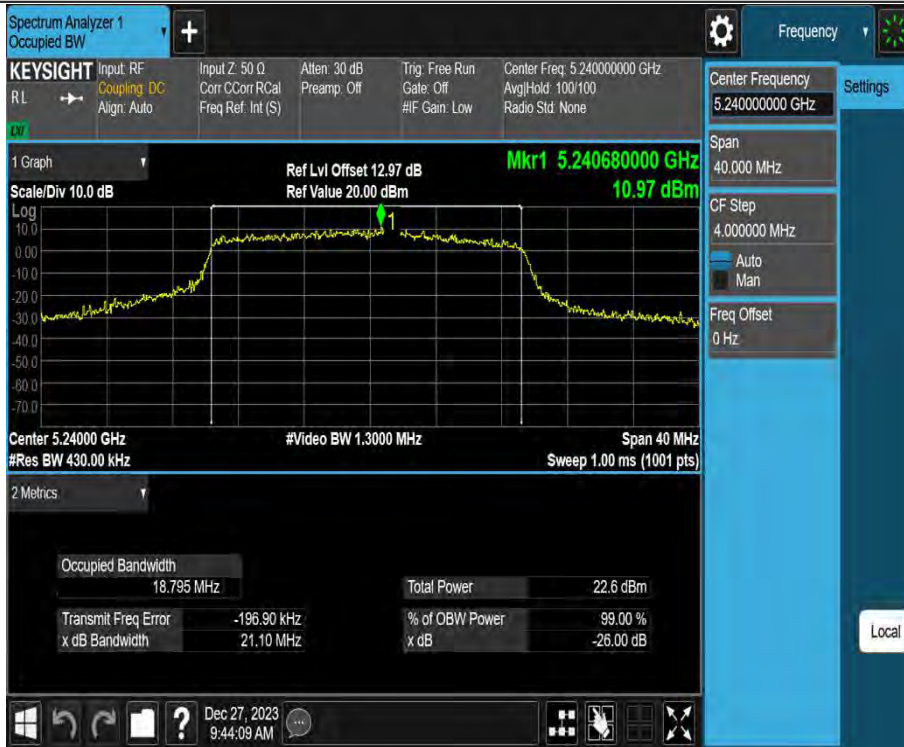 Spectrum Analyzer 1
Occupied BW
+
Frequency
KEYSIGHT
R L
LXI
Input: RF
Coupling: DC
Align: Auto
Input Z: 50 Ω
Corr CCorr RCal
Freq Ref: Int (S)
Atten: 30 dB
Preamp: Off
Trig: Free Run
Gate: Off
#IF Gain: Low
Center Freq: 5.240000000 GHz
Avg|Hold: 100/100
Radio Std: None
Center Frequency
5.240000000 GHz
Settings
Span
40.000 MHz
CF Step
4.000000 MHz
Auto
Man
Freq Offset
0 Hz
1 Graph
Scale/Div 10.0 dB
Ref Lvl Offset 12.97 dB
Ref Value 20.00 dBm
Mkr1 5.240680000 GHz
10.97 dBm
Log
10.0
0.00
-10.0
-20.0
-30.0
-40.0
-50.0
-60.0
-70.0
1
Center 5.24000 GHz
#Res BW 430.00 kHz
#Video BW 1.3000 MHz
Span 40 MHz
Sweep 1.00 ms (1001 pts)
2 Metrics
Occupied Bandwidth
18.795 MHz
Total Power 22.6 dBm
Transmit Freq Error -196.90 kHz
% of OBW Power 99.00 %
x dB Bandwidth 21.10 MHz
x dB -26.00 dB
Local
?
Dec 27, 2023
9:44:09 AM